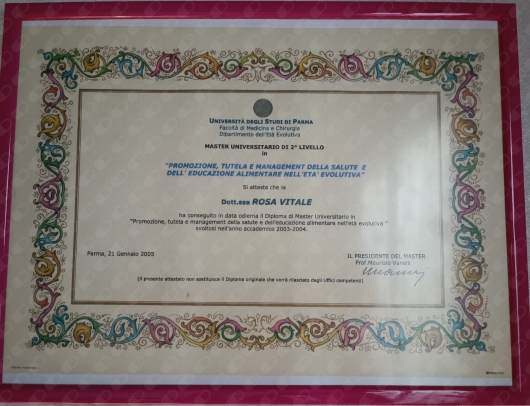 UNIVERSITÀ DEGLI STUDI DI PARMA
Facoltà di Medicina e Chirurgia
Dipartimento dell'Età Evolutiva
MASTER UNIVERSITARIO DI 2° LIVELLO
in
"PROMOZIONE, TUTELA E MANAGEMENT DELLA SALUTE E
DELL' EDUCAZIONE ALIMENTARE NELL'ETA' EVOLUTIVA"
Si attesta che la
Dott.ssa ROSA VITALE
ha conseguito in data odierna il Diploma di Master Universitario in
"Promozione, tutela e management della salute e dell'educazione alimentare nell'età evolutiva "
svoltosi nell'anno accademico 2003-2004.
Parma, 21 Gennaio 2005
IL PRESIDENTE DEL MASTER
Prof.Maurizio Vanelli
(Il presente attestato non sostituisce il Diploma originale che verrà rilasciato dagli Uffici competenti)